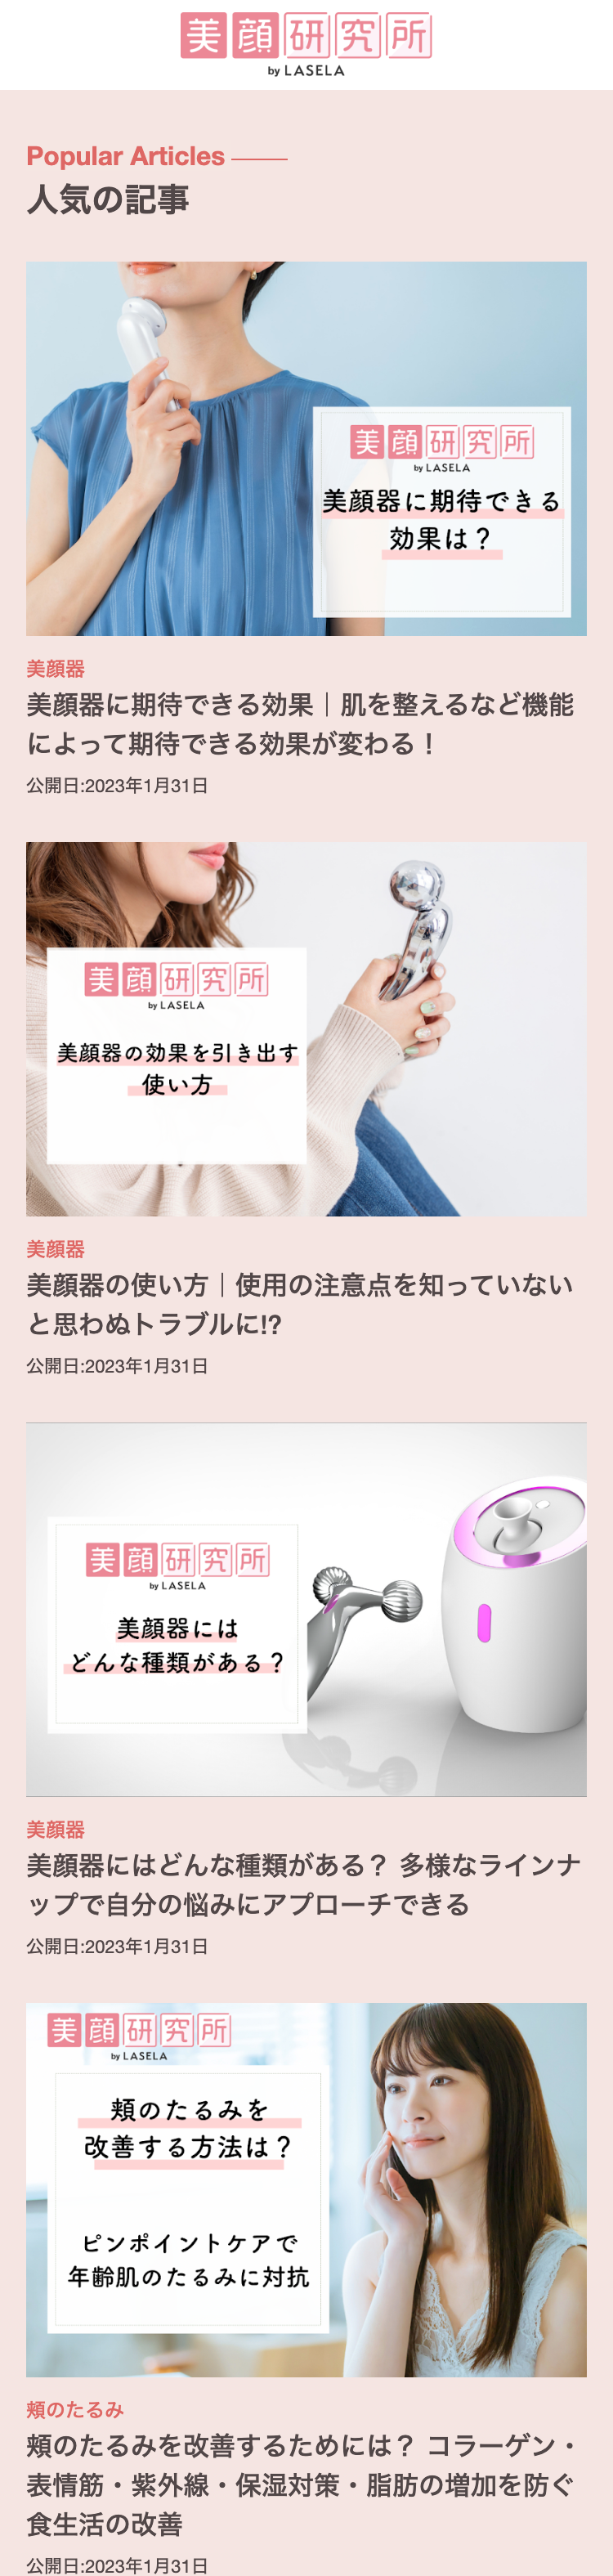 美顔研究所
by LASELA
Popular Articles
人気の記事
美顔研究所
by LASELA
美顔器に期待できる
効果は？
美顔器
美顔器に期待できる効果｜肌を整えるなど機能
によって期待できる効果が変わる！
公開日:2023年1月31日
美顔研究所
by LASELA
美顔器の効果を引き出す
使い方
美顔器
美顔器の使い方｜使用の注意点を知っていない
と思わぬトラブルに!?
公開日:2023年1月31日
美顔研究所
by LASELA
美顔器には
どんな種類がある？
美顔器
美顔器にはどんな種類がある？ 多様なラインナ
ップで自分の悩みにアプローチできる
公開日:2023年1月31日
美顔研究所
by LASELA
頬のたるみを
改善する方法は？
ピンポイントケアで
年齢肌のたるみに対抗
頬のたるみ
頬のたるみを改善するためには？ コラーゲン・
表情筋・紫外線・保湿対策・脂肪の増加を防ぐ
食生活の改善
公開日:2023年1月31日